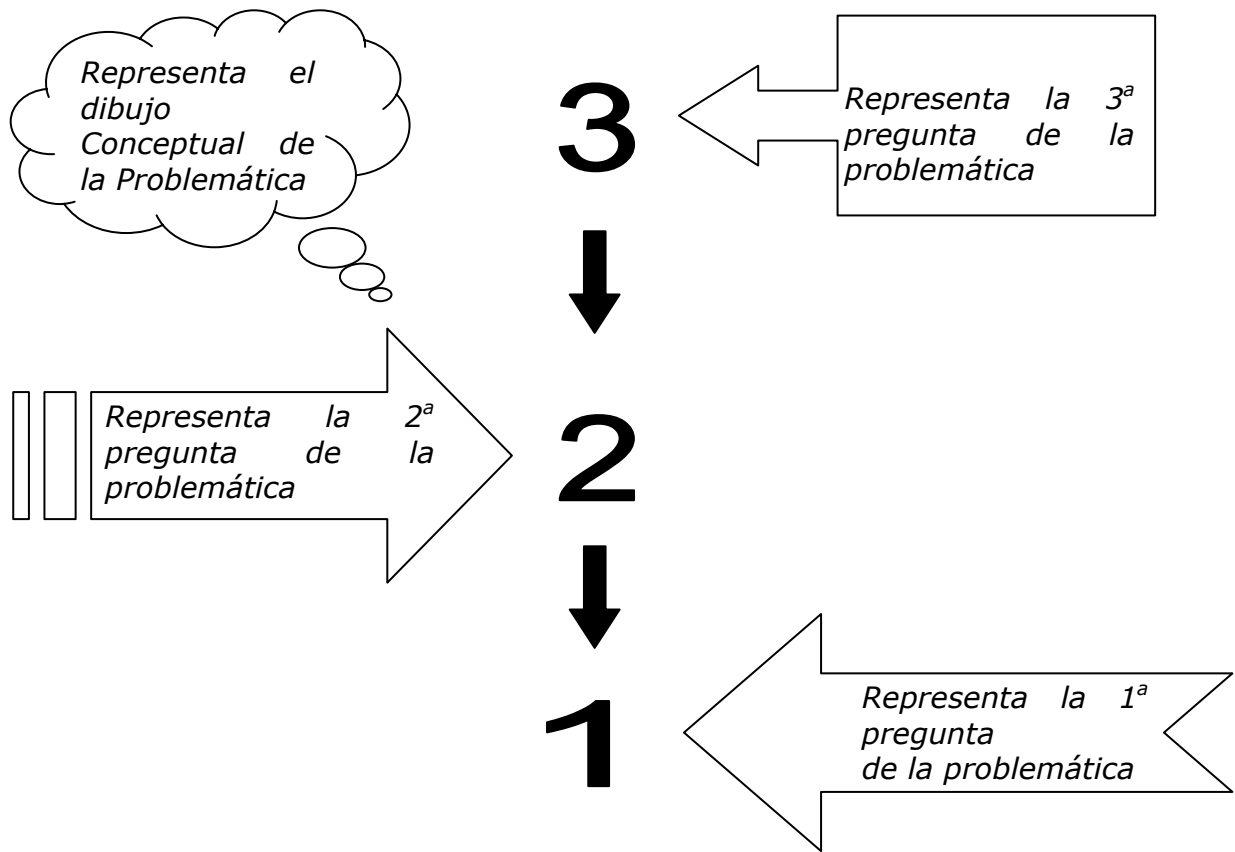 Representa el
dibujo
Conceptual de
la Problemática
3
Representa la 3ª
pregunta de la
problemática
Representa la 2ª
pregunta de la
problemática
2
1
Representa la 1ª
pregunta
de la problemática